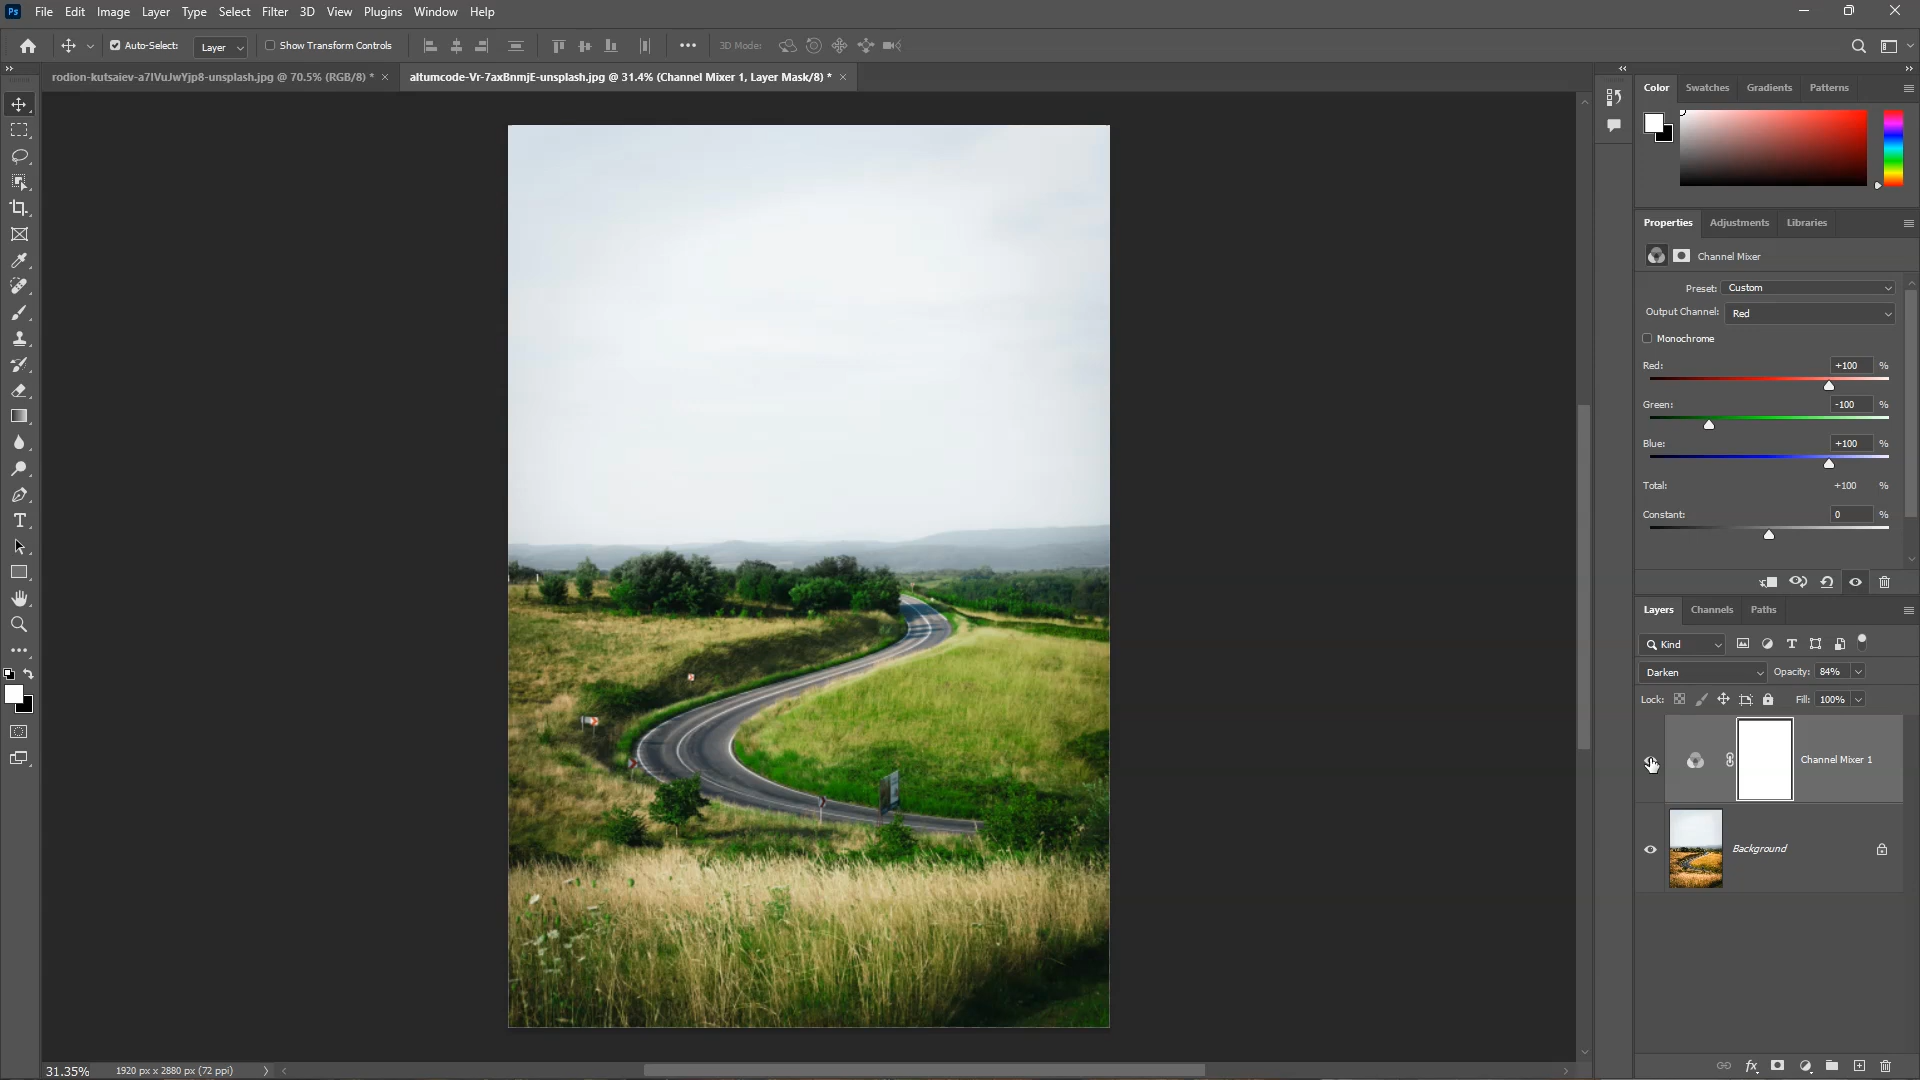 Ps File Edit Image Layer Type Select Filter 3D View Plugins Window Help
Auto-Select: Layer Show Transform Controls 3D Mode:
rodion-kutsaiev-a7lVuJwYjp8-unsplash.jpg @ 70.5% (RGB/8) * altumcode-Vr-7axBnmjE-unsplash.jpg @ 31.4% (Channel Mixer 1, Layer Mask/8) *
Color Swatches Gradients Patterns
Properties Adjustments Libraries
Channel Mixer
Preset: Custom
Output Channel: Red
Monochrome
Red: +100 %
Green: -100 %
Blue: +100 %
Total: +100 %
Constant: 0 %
Layers Channels Paths
Kind
Darken Opacity: 84%
Lock: Fill: 100%
Channel Mixer 1
Background
31.35% 1920 px x 2880 px (72 ppi)